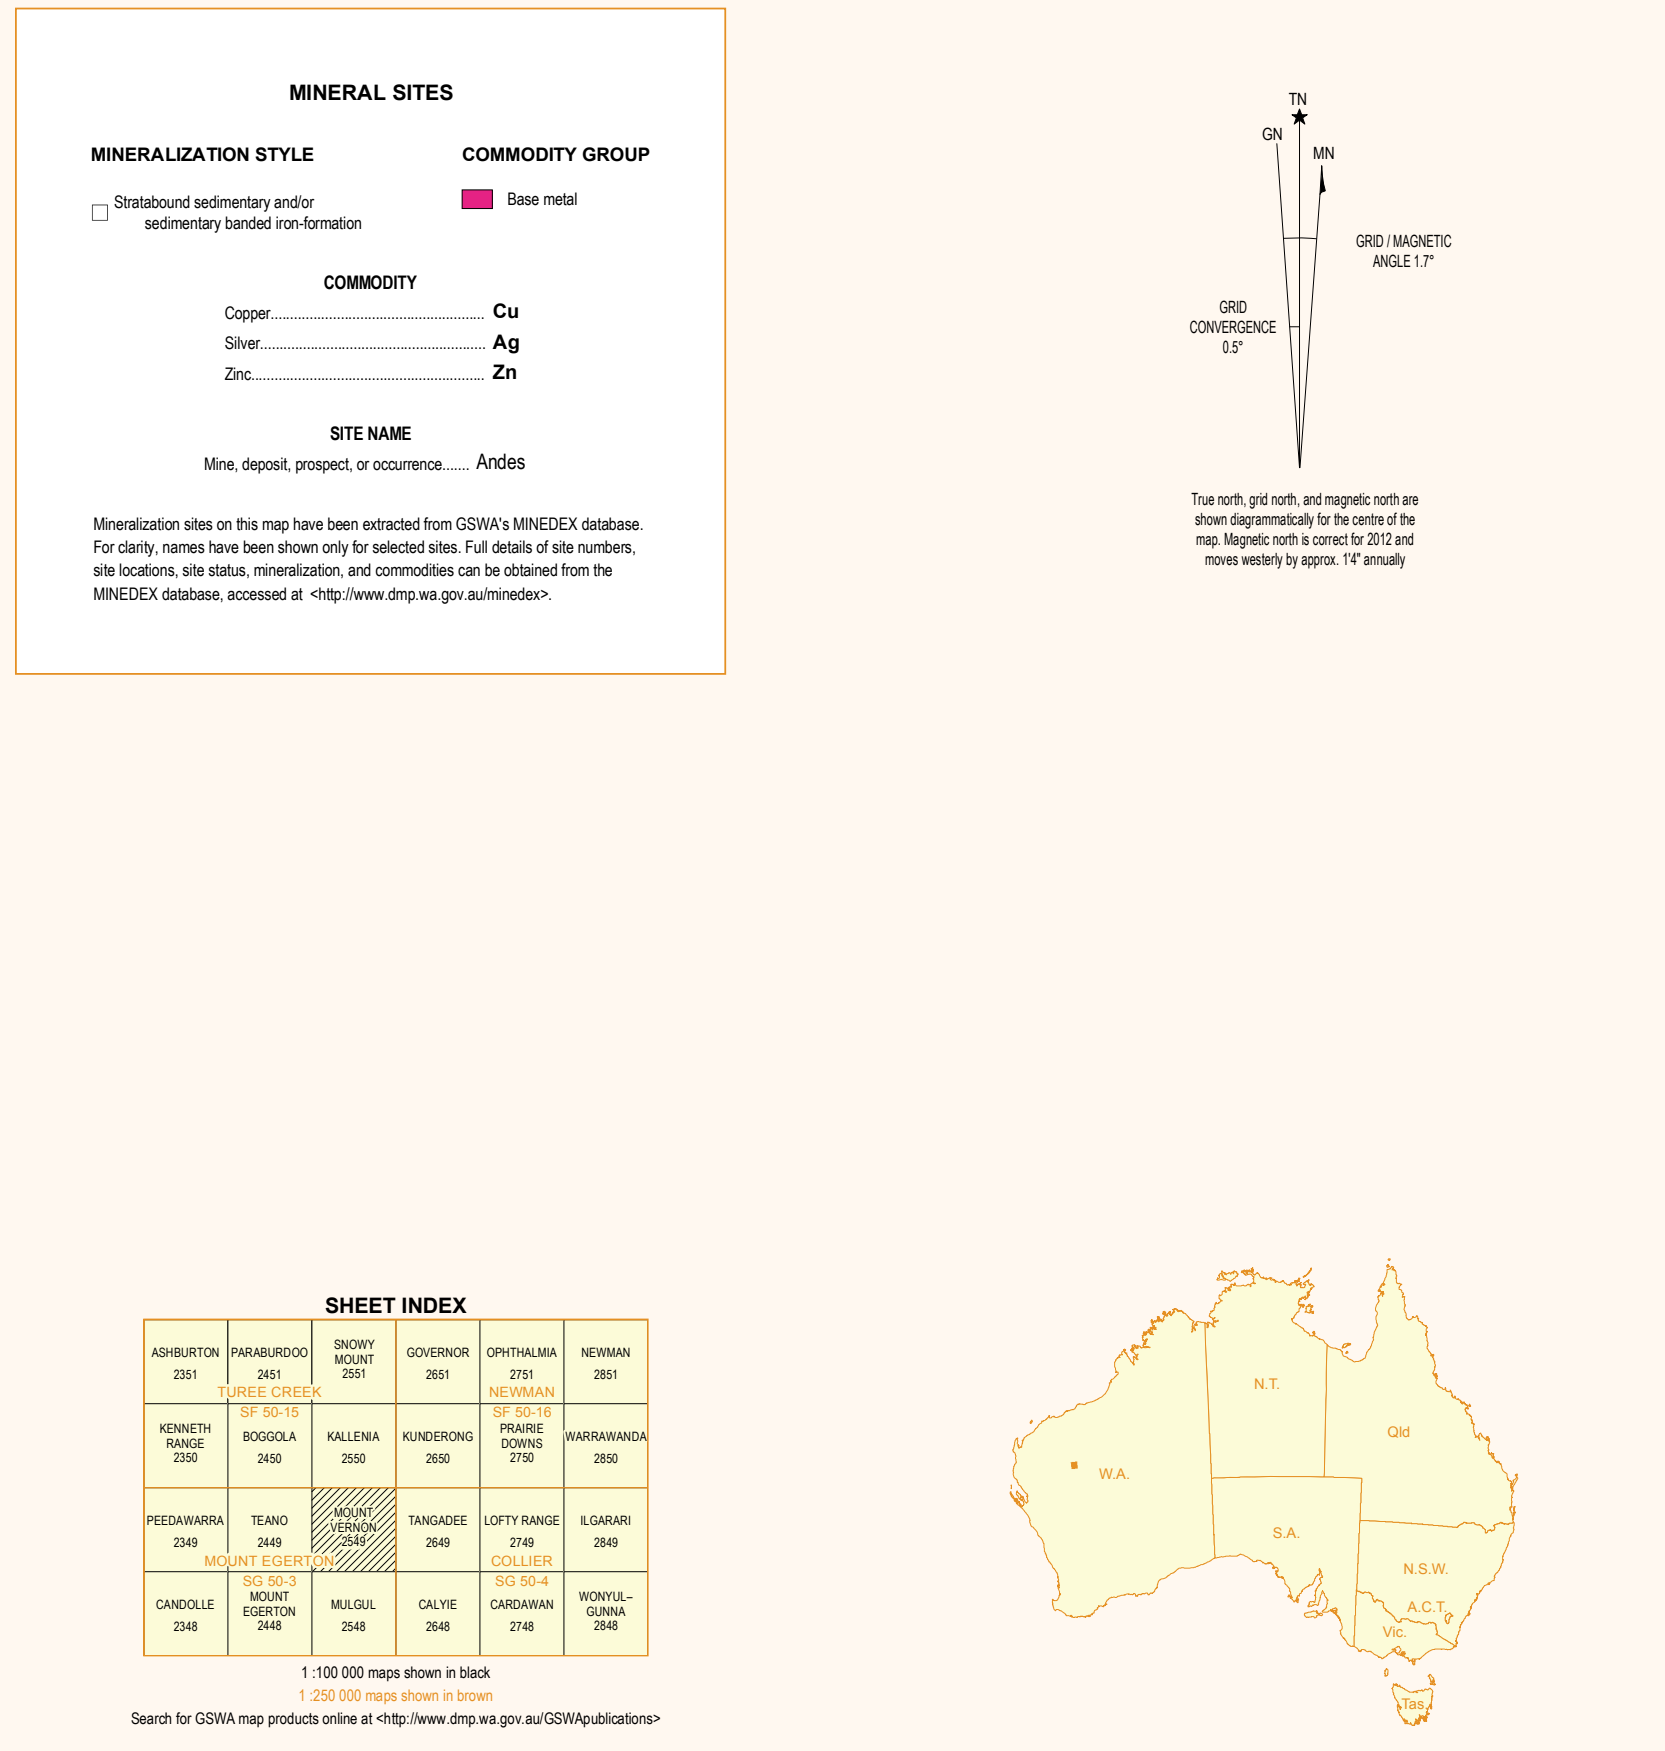 MINERAL SITES
MINERALIZATION STYLE
COMMODITY GROUP
Stratabound sedimentary and/or
sedimentary banded iron-formation
Base metal
COMMODITY
Copper....................................................... Cu
Silver.......................................................... Ag
Zinc............................................................ Zn
SITE NAME
Mine, deposit, prospect, or occurrence....... Andes
Mineralization sites on this map have been extracted from GSWA's MINEDEX database.
For clarity, names have been shown only for selected sites. Full details of site numbers,
site locations, site status, mineralization, and commodities can be obtained from the
MINEDEX database, accessed at <http://www.dmp.wa.gov.au/minedex>.
TN
GN
MN
GRID / MAGNETIC
ANGLE 1.7°
GRID
CONVERGENCE
0.5°
True north, grid north, and magnetic north are
shown diagrammatically for the centre of the
map. Magnetic north is correct for 2012 and
moves westerly by approx. 1'4" annually
SHEET INDEX
ASHBURTON
2351
PARABURDOO
2451
SNOWY
MOUNT
2551
GOVERNOR
2651
OPHTHALMIA
2751
NEWMAN
2851
TUREE CREEK
SF 50-15
NEWMAN
SF 50-16
KENNETH
RANGE
2350
BOGGOLA
2450
KALLENIA
2550
KUNDERONG
2650
PRAIRIE
DOWNS
2750
WARRAWANDA
2850
PEEDAWARRA
2349
TEANO
2449
MOUNT
VERNON
2549
TANGADEE
2649
LOFTY RANGE
2749
ILGARARI
2849
MOUNT EGERTON
SG 50-3
COLLIER
SG 50-4
CANDOLLE
2348
MOUNT
EGERTON
2448
MULGUL
2548
CALYIE
2648
CARDAWAN
2748
WONYUL–
GUNNA
2848
1 :100 000 maps shown in black
1 :250 000 maps shown in brown
Search for GSWA map products online at <http://www.dmp.wa.gov.au/GSWApublications>
N.T.
Qld
W.A.
S.A.
N.S.W.
A.C.T.
Vic.
Tas.